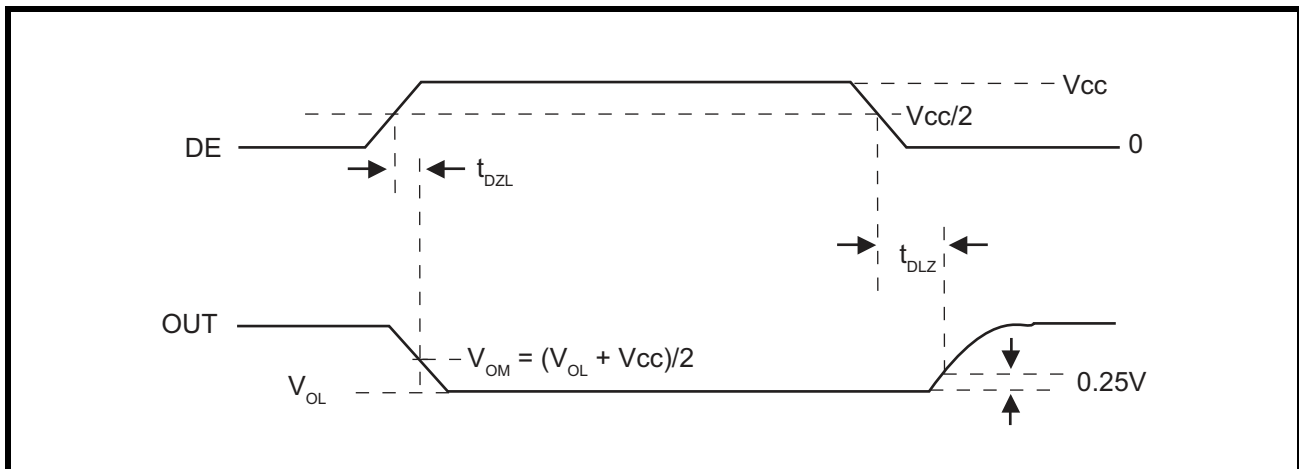 Vcc
Vcc/2
DE
0
t_DZL
t_DLZ
OUT
V_OM = (V_OL + Vcc)/2
V_OL
0.25V